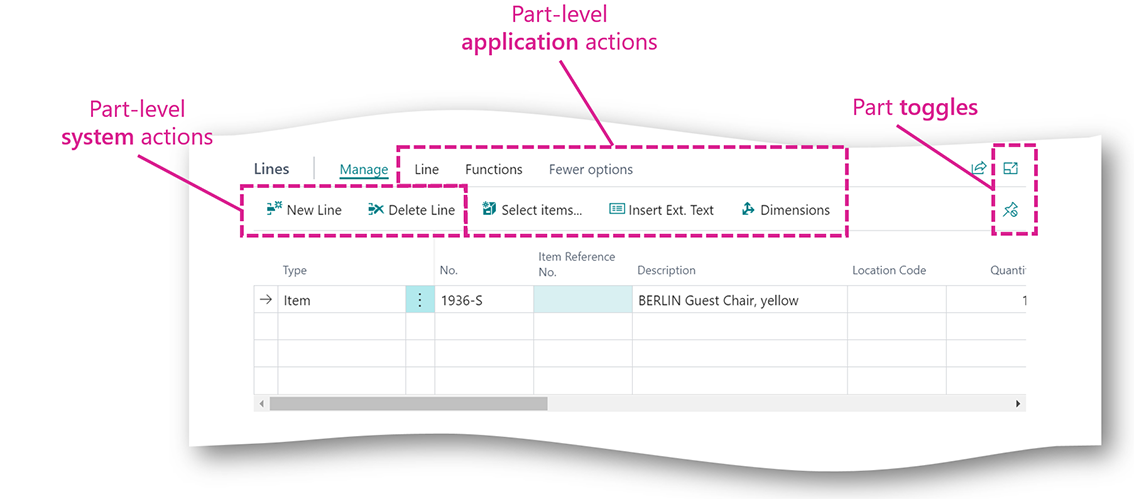 Part-level
application actions
Part-level
system actions
Part toggles
Lines Manage Line Functions Fewer options
New Line Delete Line Select items... Insert Ext. Text Dimensions
Type No. Item Reference No. Description Location Code Quanti
Item 1936-S BERLIN Guest Chair, yellow 1